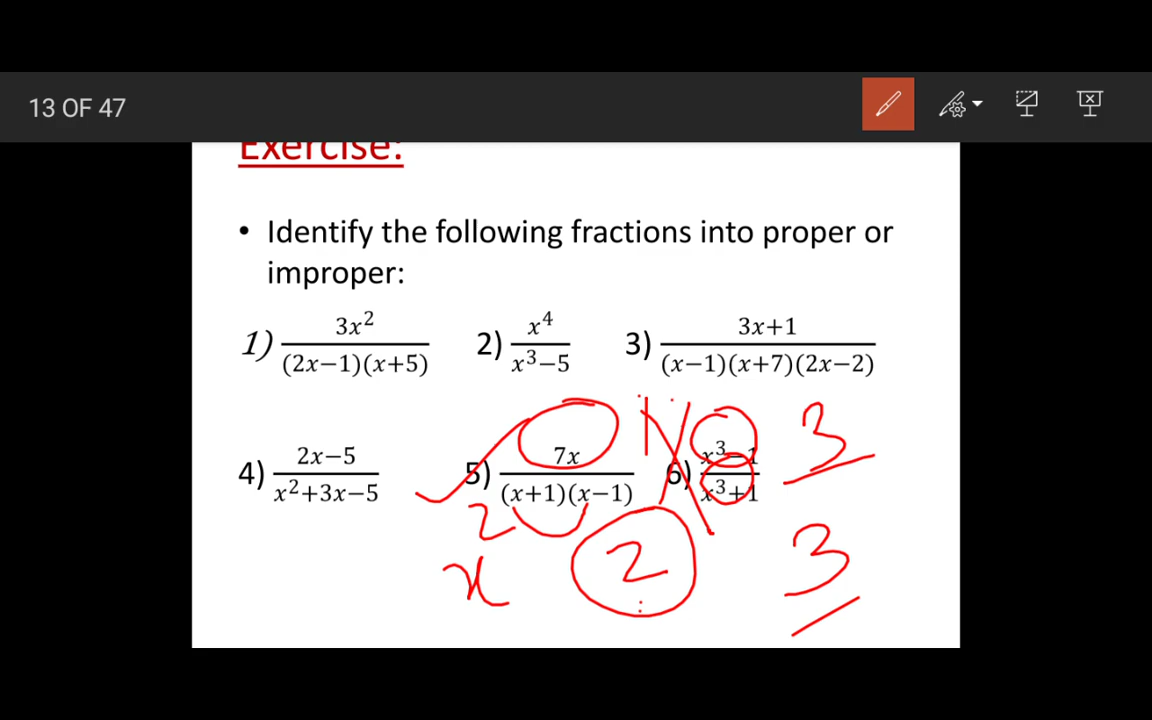 13 OF 47
Exercise:
• Identify the following fractions into proper or
improper:
1) 3x²/((2x−1)(x+5)) 2) x⁴/(x³−5) 3) (3x+1)/((x−1)(x+7)(2x−2))
NO 3
4) (2x−5)/(x²+3x−5) 5) 7x/((x+1)(x−1)) 6) (x³−1)/(x³+1)
2
x 2 3